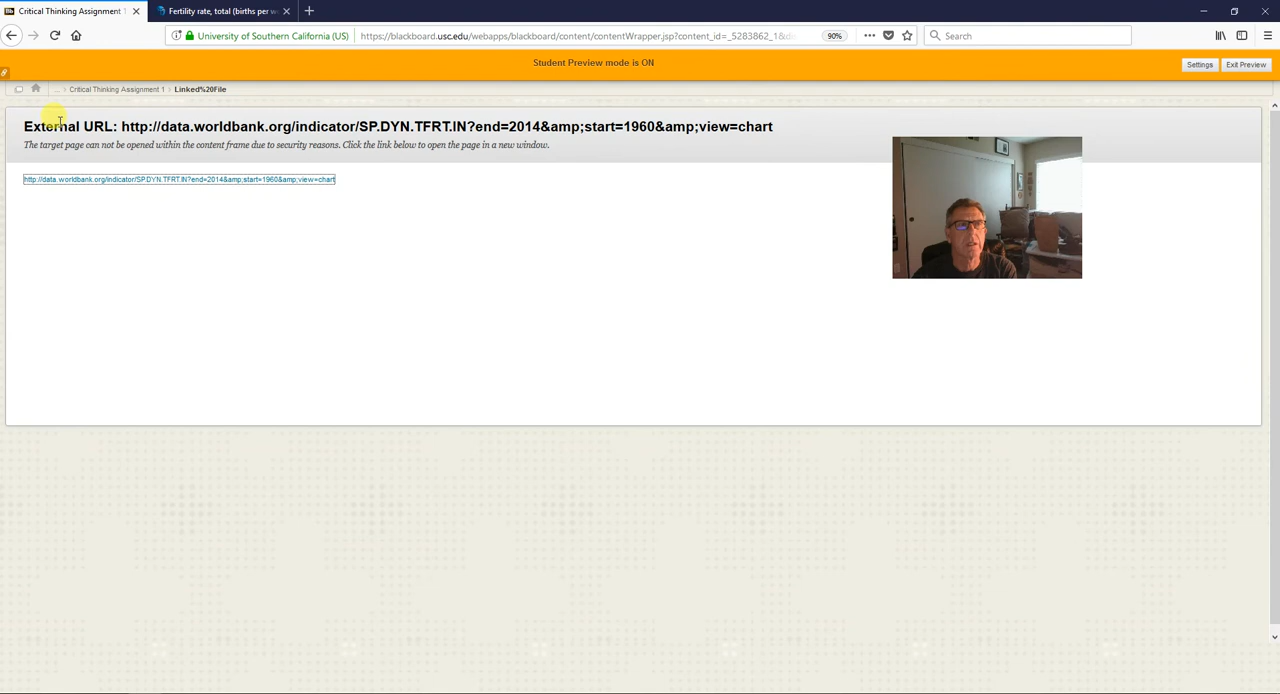 Critical Thinking Assignment 1
Fertility rate, total (births per w
University of Southern California (US)
https://blackboard.usc.edu/webapps/blackboard/content/contentWrapper.jsp?content_id=_5283862_1&di
90%
Search
Student Preview mode is ON
Settings
Exit Preview
... > Critical Thinking Assignment 1 > Linked%20File
External URL: http://data.worldbank.org/indicator/SP.DYN.TFRT.IN?end=2014&amp;start=1960&amp;view=chart
The target page can not be opened within the content frame due to security reasons. Click the link below to open the page in a new window.
http://data.worldbank.org/indicator/SP.DYN.TFRT.IN?end=2014&amp;start=1960&amp;view=chart